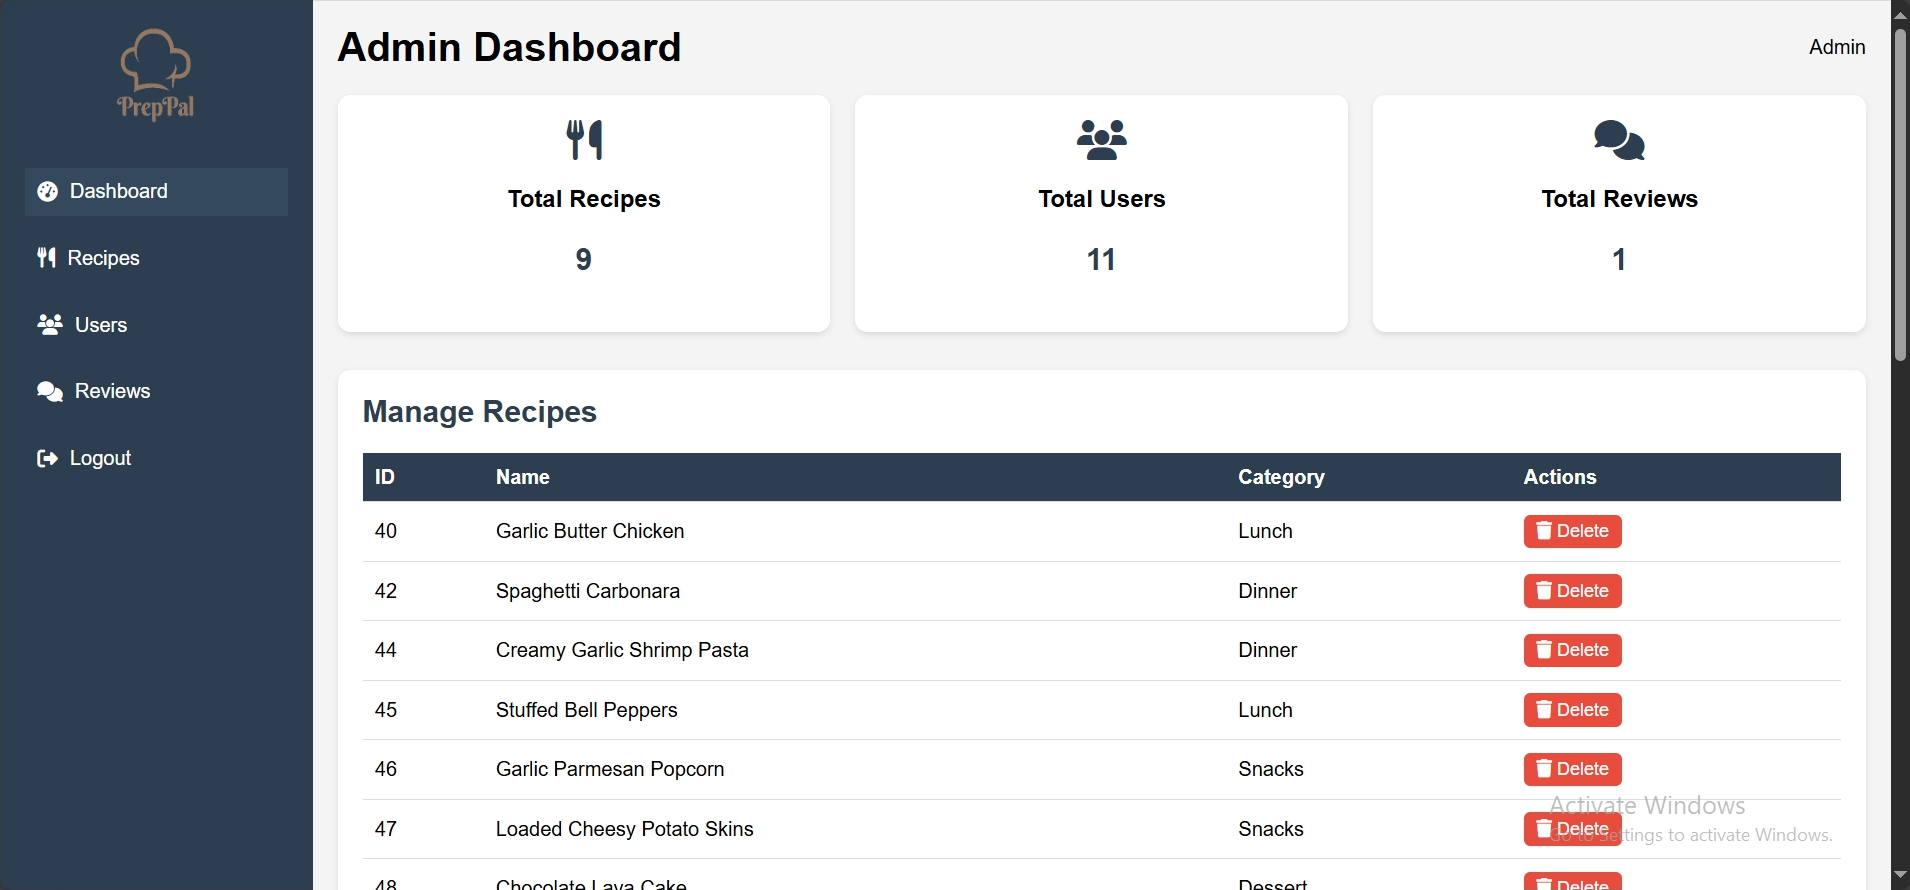 PrepPal
Dashboard
Recipes
Users
Reviews
Logout
Admin Dashboard
Admin
Total Recipes
9
Total Users
11
Total Reviews
1
Manage Recipes
ID Name Category Actions
40 Garlic Butter Chicken Lunch Delete
42 Spaghetti Carbonara Dinner Delete
44 Creamy Garlic Shrimp Pasta Dinner Delete
45 Stuffed Bell Peppers Lunch Delete
46 Garlic Parmesan Popcorn Snacks Delete
47 Loaded Cheesy Potato Skins Snacks Delete
48 Chocolate Lava Cake Dessert Delete
Activate Windows
Go to Settings to activate Windows.